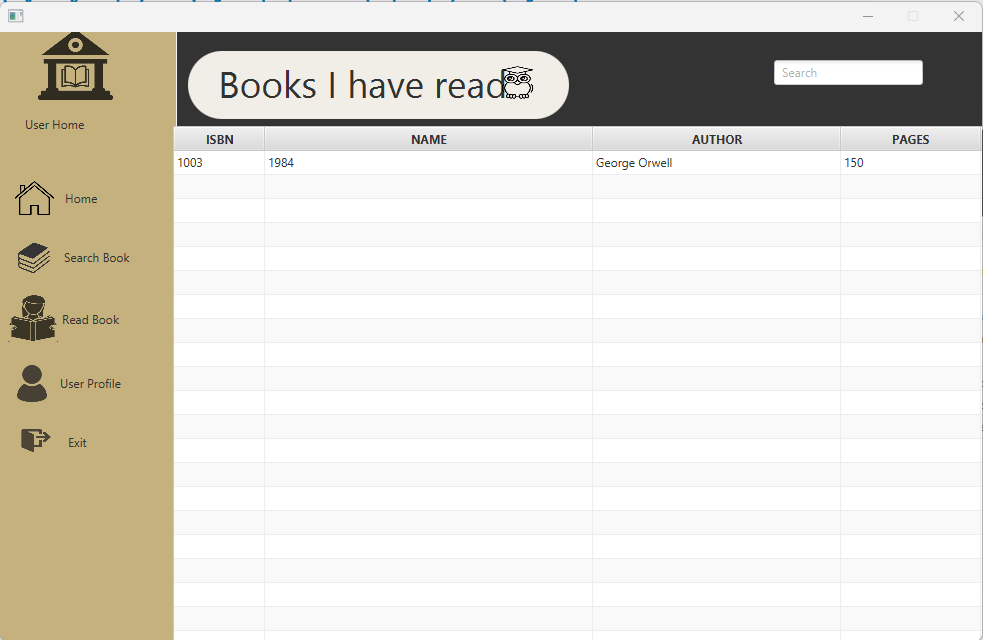 User Home
Home
Search Book
Read Book
User Profile
Exit
Books I have read
Search
ISBN NAME AUTHOR PAGES
1003 1984 George Orwell 150